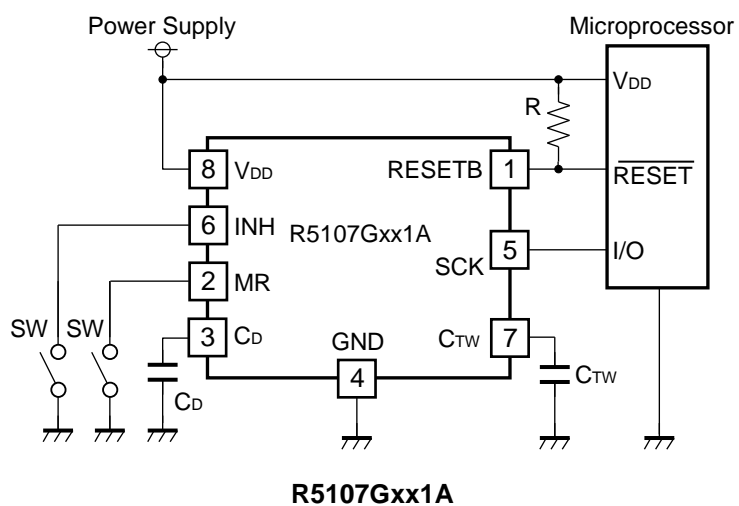 Power Supply
Microprocessor
VDD
R
8 VDD
RESETB 1
RESET
6 INH
R5107Gxx1A
5
SCK
I/O
2 MR
SW SW
3 CD
GND
CTW 7
4
CD
CTW
R5107Gxx1A